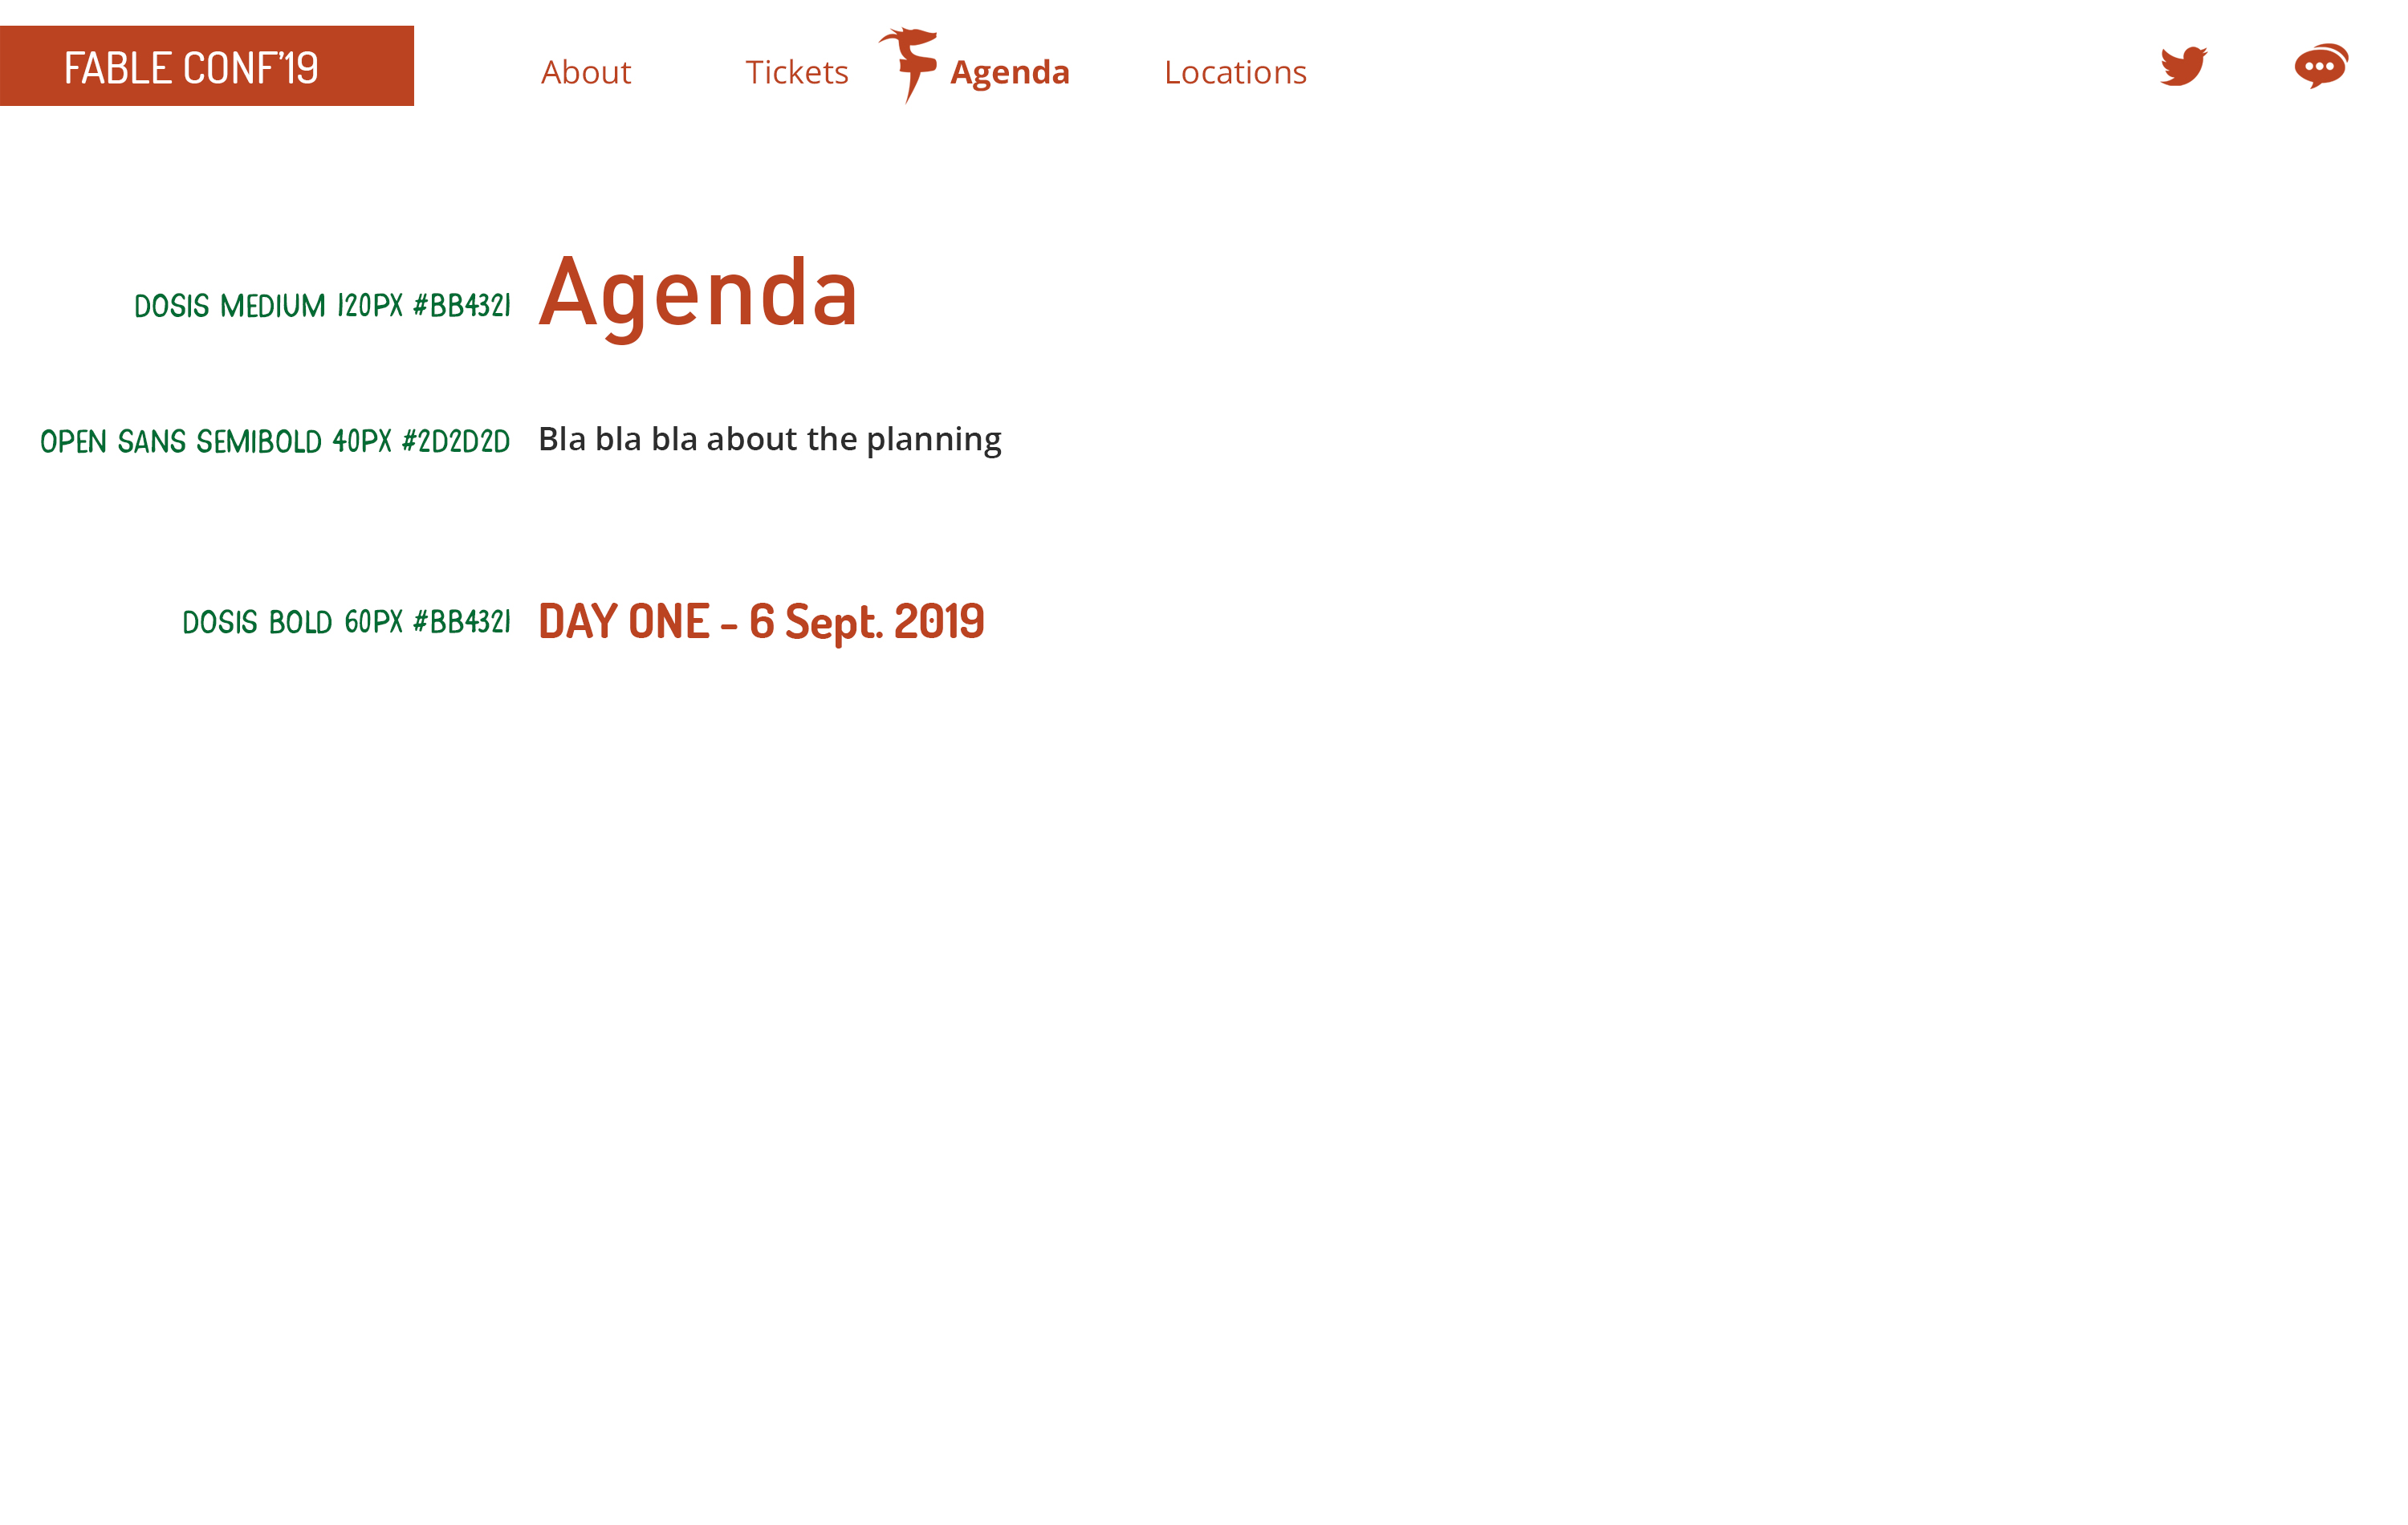 FABLE CONF'19
About Tickets Agenda Locations
DOSIS MEDIUM 120PX #BB4321 Agenda
OPEN SANS SEMIBOLD 40PX #2D2D2D Bla bla bla about the planning
DOSIS BOLD 60PX #BB4321 DAY ONE - 6 Sept. 2019